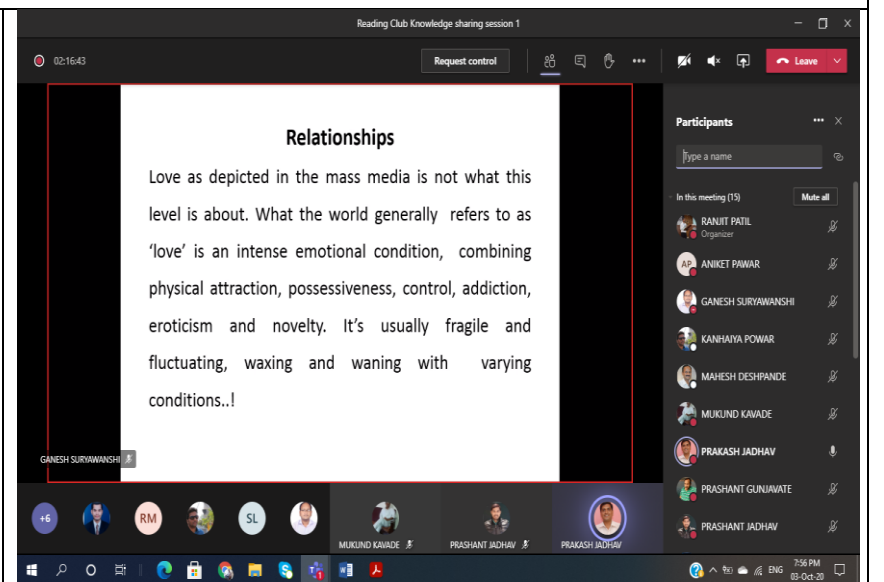 Reading Club Knowledge sharing session 1
02:16:43
Request control
Leave
Relationships
Love as depicted in the mass media is not what this
level is about. What the world generally refers to as
‘love’ is an intense emotional condition, combining
physical attraction, possessiveness, control, addiction,
eroticism and novelty. It’s usually fragile and
fluctuating, waxing and waning with varying
conditions..!
GANESH SURYAWANSHI
Participants
Type a name
In this meeting (15)
Mute all
RANJIT PATIL
Organizer
AP ANIKET PAWAR
GANESH SURYAWANSHI
KANHAIYA POWAR
MAHESH DESHPANDE
MUKUND KAVADE
PRAKASH JADHAV
PRASHANT GUNJAVATE
PRASHANT JADHAV
+6
RM
SL
MUKUND KAVADE
PRASHANT JADHAV
PRAKASH JADHAV
ENG
7:56 PM
03-Oct-20